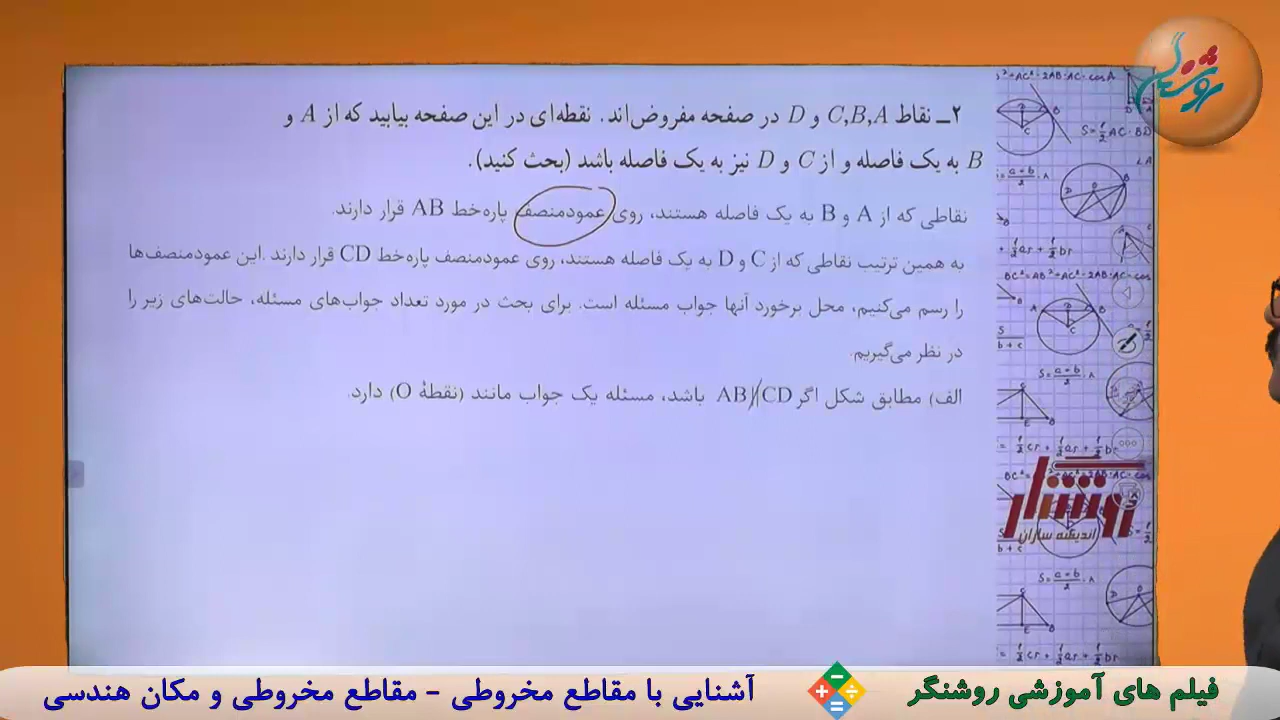 روشنگران
۲ــ نقاط C,B,A و D در صفحه مفروض‌اند. نقطه‌ای در این صفحه بیابید که از A و
B به یک فاصله و از C و D نیز به یک فاصله باشد (بحث کنید).
نقاطی که از A و B به یک فاصله هستند، روی عمودمنصف پاره‌خط AB قرار دارند.
به همین ترتیب نقاطی که از C و D به یک فاصله هستند، روی عمودمنصف پاره‌خط CD قرار دارند. این عمودمنصف‌ها
را رسم می‌کنیم، محل برخورد آنها جواب مسئله است. برای بحث در مورد تعداد جواب‌های مسئله، حالت‌های زیر را
در نظر می‌گیریم.
الف) مطابق شکل اگر AB∦CD باشد، مسئله یک جواب مانند (نقطهٔ O) دارد.
روشنگر
اندیشه سازان
فیلم های آموزشی روشنگر
آشنایی با مقاطع مخروطی - مقاطع مخروطی و مکان هندسی